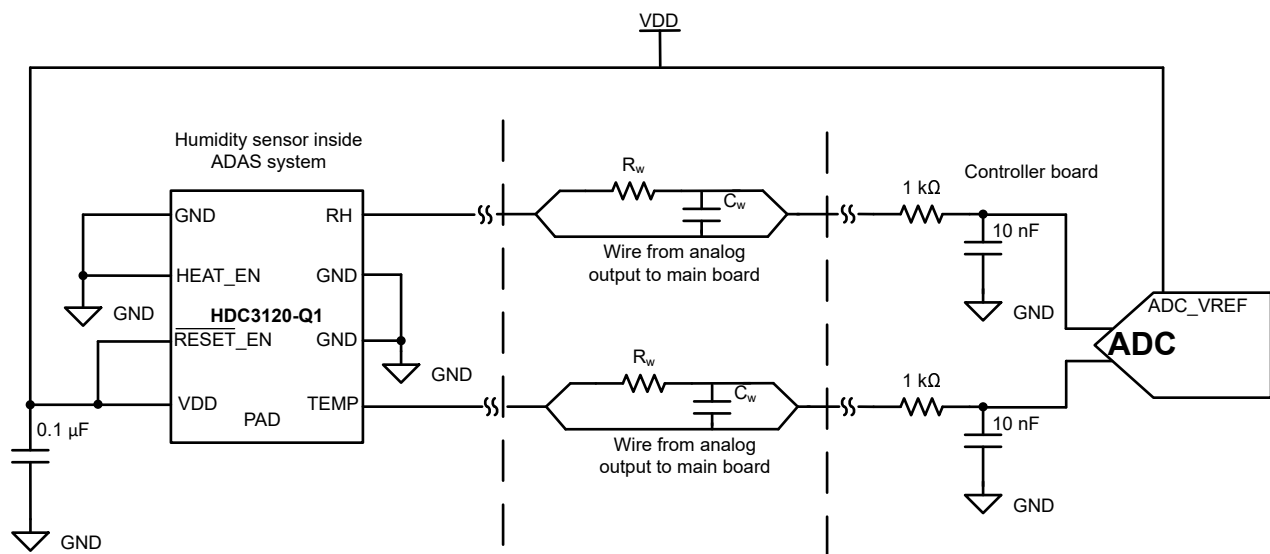 VDD
Humidity sensor inside
ADAS system
GND
RH
HEAT_EN
GND
HDC3120-Q1
RESET_EN
GND
VDD
TEMP
PAD
GND
GND
0.1 µF
GND
Rw
Cw
Wire from analog
output to main board
Rw
Cw
Wire from analog
output to main board
Controller board
1 kΩ
10 nF
GND
ADC_VREF
ADC
1 kΩ
10 nF
GND